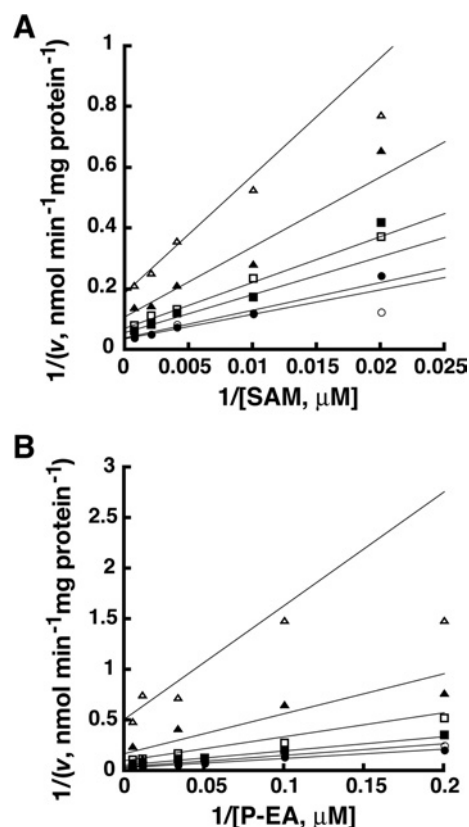 A
1/(v, nmol min⁻¹mg protein⁻¹)
1
0.8
0.6
0.4
0.2
0
0 0.005 0.01 0.015 0.02 0.025
1/[SAM, μM]
B
1/(v, nmol min⁻¹mg protein⁻¹)
3
2.5
2
1.5
1
0.5
0
0 0.05 0.1 0.15 0.2
1/[P-EA, μM]